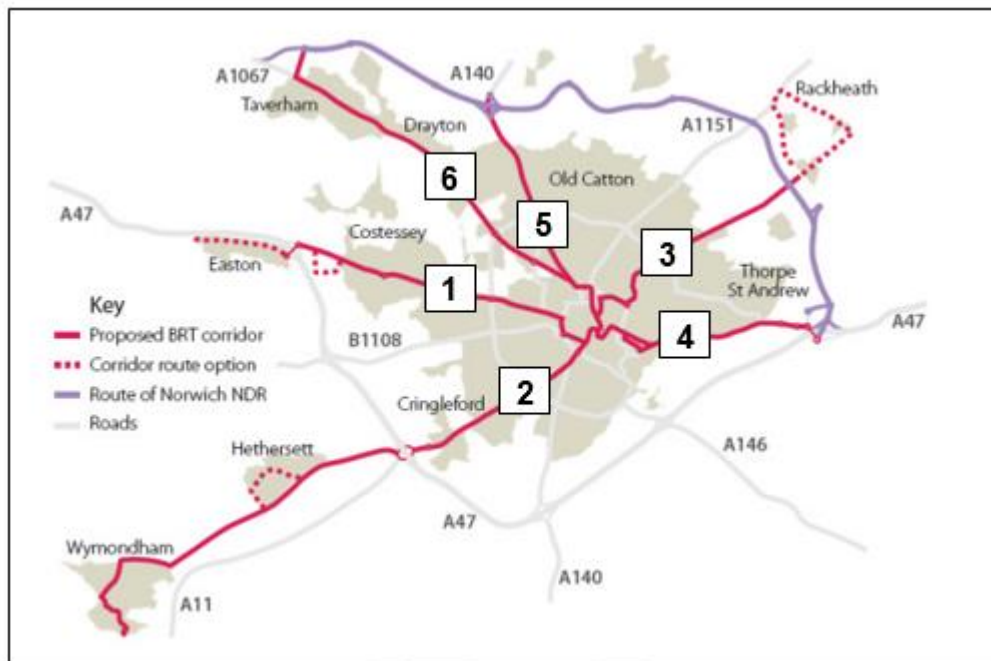 A1067
Taverham
A140
Rackheath
Drayton
A1151
6
Old Catton
A47
5
3
Costessey
Easton
1
Thorpe
St Andrew
Key
Proposed BRT corridor
Corridor route option
Route of Norwich NDR
Roads
B1108
4
A47
2
Cringleford
Hethersett
A146
A47
Wymondham
A11
A140